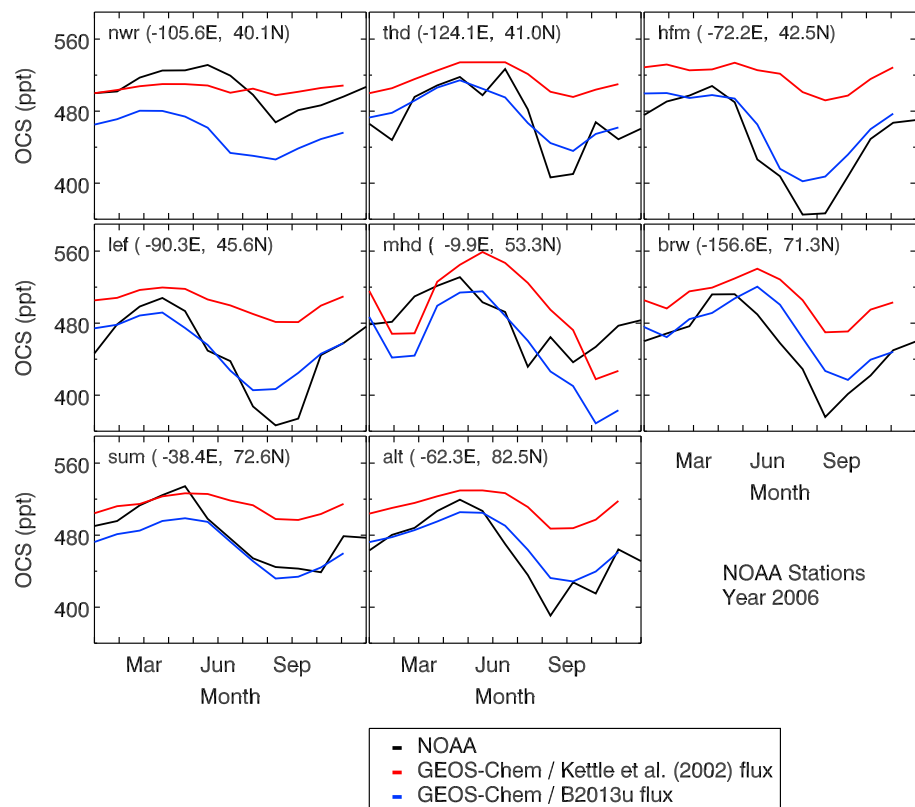 nwr (-105.6E, 40.1N)
thd (-124.1E, 41.0N)
hfm (-72.2E, 42.5N)
560
480
400
OCS (ppt)
lef (-90.3E, 45.6N)
mhd ( -9.9E, 53.3N)
brw (-156.6E, 71.3N)
560
480
400
OCS (ppt)
Mar Jun Sep
Month
sum ( -38.4E, 72.6N)
alt (-62.3E, 82.5N)
560
480
400
OCS (ppt)
NOAA Stations
Year 2006
Mar Jun Sep
Month
Mar Jun Sep
Month
NOAA
GEOS-Chem / Kettle et al. (2002) flux
GEOS-Chem / B2013u flux